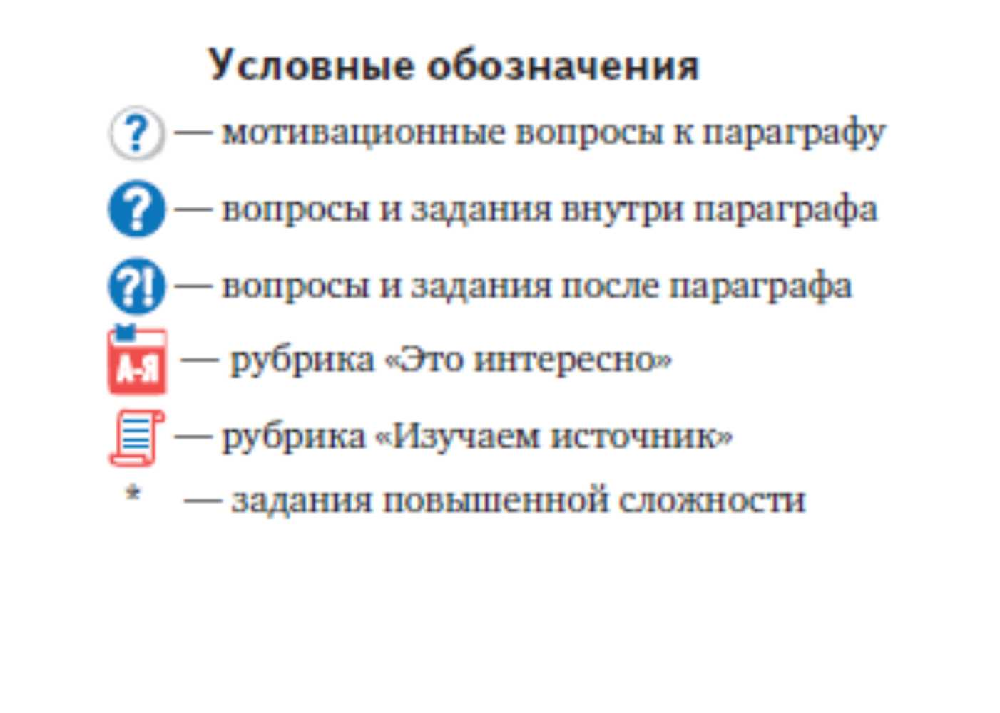 Условные обозначения
? — мотивационные вопросы к параграфу
? — вопросы и задания внутри параграфа
?! — вопросы и задания после параграфа
А-Я — рубрика «Это интересно»
— рубрика «Изучаем источник»
* — задания повышенной сложности